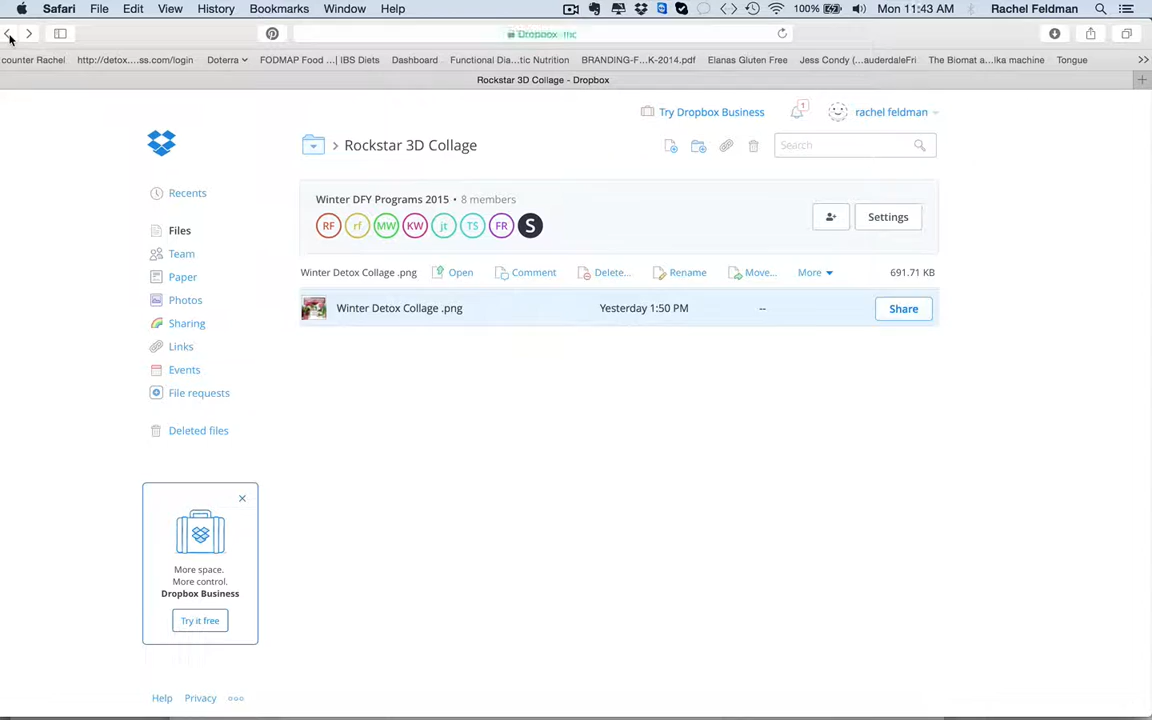 Safari File Edit View History Bookmarks Window Help 100% Mon 11:43 AM Rachel Feldman
Dropbox, Inc
counter Rachel http://detox....ss.com/login Doterra FODMAP Food ... | IBS Diets Dashboard Functional Dia...tic Nutrition BRANDING-F...K-2014.pdf Elanas Gluten Free Jess Condy (...auderdaleFri The Biomat a...lka machine Tongue >>
Rockstar 3D Collage - Dropbox
Try Dropbox Business 1 rachel feldman
> Rockstar 3D Collage Search
Recents
Winter DFY Programs 2015 • 8 members
RF rf MW KW jt TS FR S Settings
Files
Team
Winter Detox Collage .png Open Comment Delete... Rename Move... More 691.71 KB
Paper
Photos
Winter Detox Collage .png Yesterday 1:50 PM -- Share
Sharing
Links
Events
File requests
Deleted files
More space.
More control.
Dropbox Business
Try it free
Help Privacy